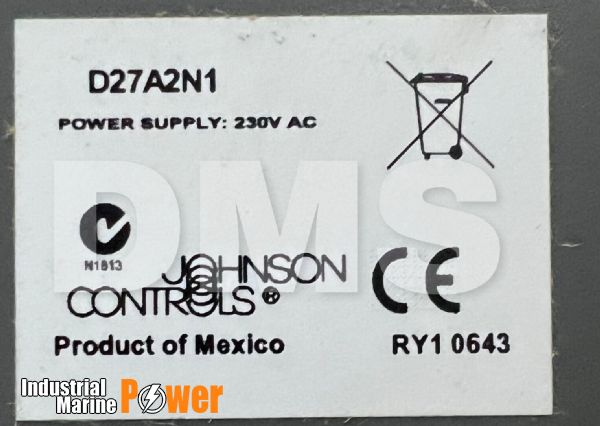 D27A2N1
POWER SUPPLY: 230V AC
DMS
N1813
JOHNSON
CONTROLS®
CE
Product of Mexico
RY1 0643
Industrial
Marine Power